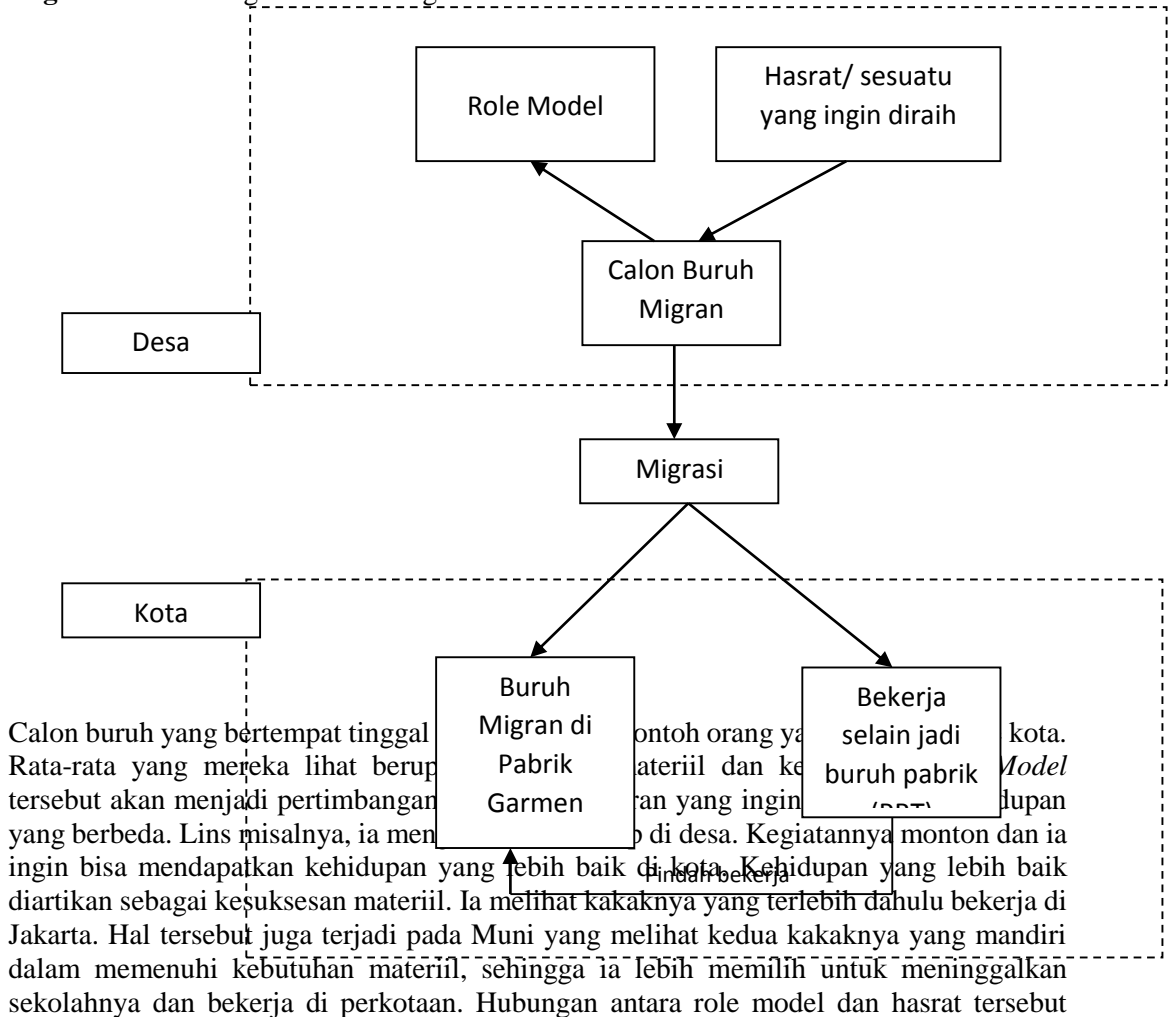 Role Model
Hasrat/ sesuatu
yang ingin diraih
Calon Buruh
Migran
Desa
Migrasi
Kota
Buruh
Migran di
Pabrik
Garmen
Bekerja
selain jadi
buruh pabrik
Pindah bekerja
Calon buruh yang bertempat tinggal orang kota.
Rata-rata yang mereka lihat dan Model
tersebut akan menjadi pertimbangan yang ingin
yang berbeda. Lins misalnya, ia di desa. Kegiatannya monton dan ia
ingin bisa mendapatkan kehidupan yang lebih baik di kota. Kehidupan yang lebih baik
diartikan sebagai kesuksesan materiil. Ia melihat kakaknya yang terlebih dahulu bekerja di
Jakarta. Hal tersebut juga terjadi pada Muni yang melihat kedua kakaknya yang mandiri
dalam memenuhi kebutuhan materiil, sehingga ia lebih memilih untuk meninggalkan
sekolahnya dan bekerja di perkotaan. Hubungan antara role model dan hasrat tersebut